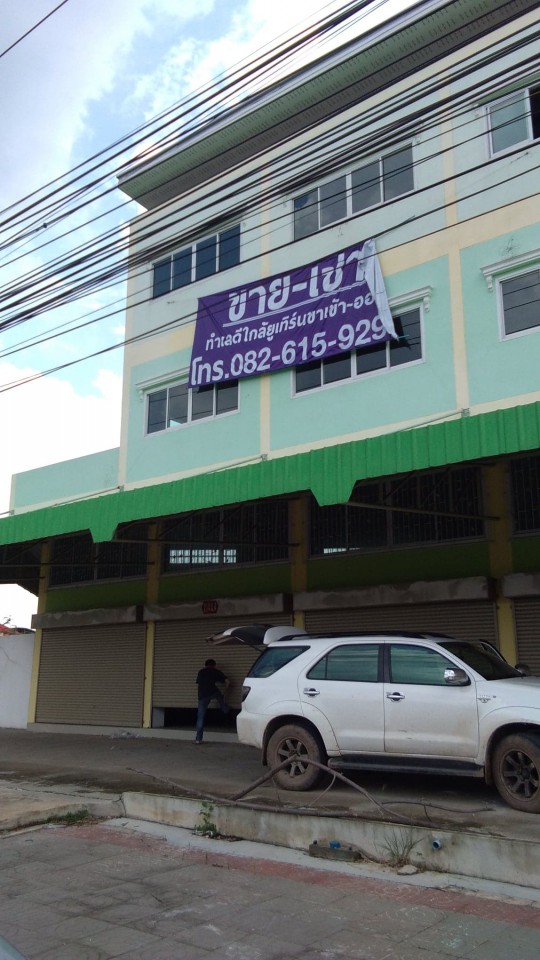 ขาย-เช่า
ทำเลดีใกล้ยูเทิร์นขาเข้า-ออ
โทร.082-615-929